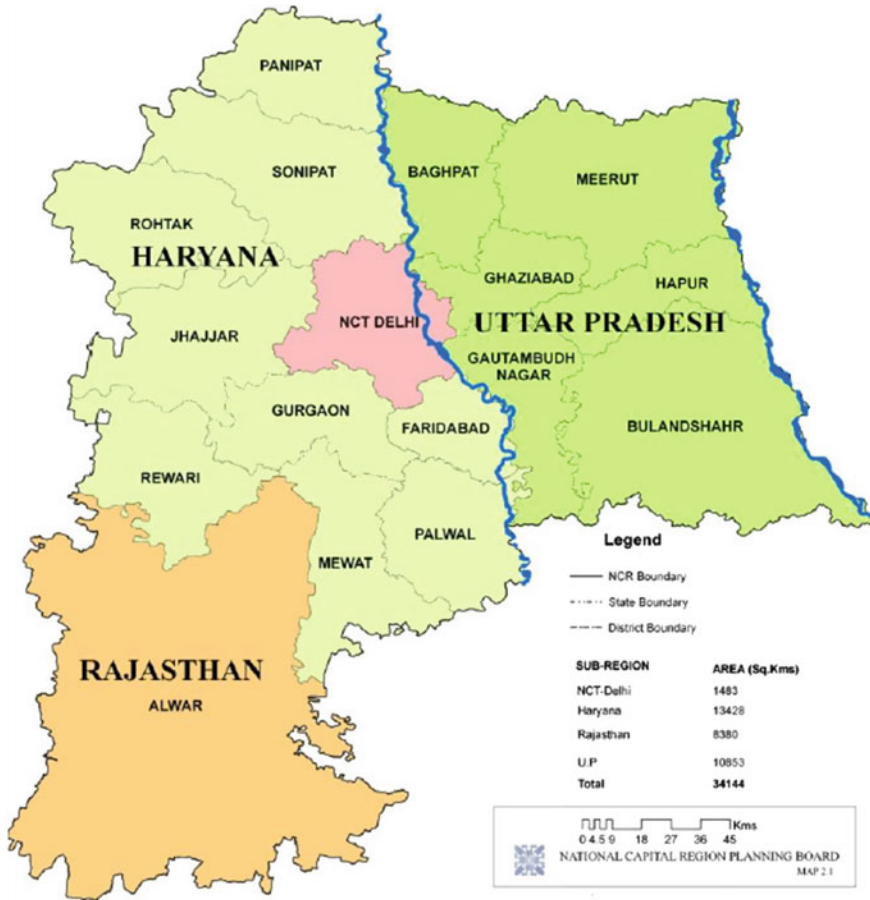 PANIPAT
SONIPAT
BAGHPAT
MEERUT
ROHTAK
HARYANA
GHAZIABAD
HAPUR
NCT DELHI
UTTAR PRADESH
JHAJJAR
GAUTAMBUDH
NAGAR
GURGAON
FARIDABAD
BULANDSHAHR
REWARI
PALWAL
MEWAT
RAJASTHAN
ALWAR
Legend
NCR Boundary
State Boundary
District Boundary
SUB-REGION AREA (Sq.Kms)
NCT-Delhi 1483
Haryana 13428
Rajasthan 8380
U.P 10853
Total 34144
Kms
0 4.5 9 18 27 36 45
NATIONAL CAPITAL REGION PLANNING BOARD
MAP 2.1